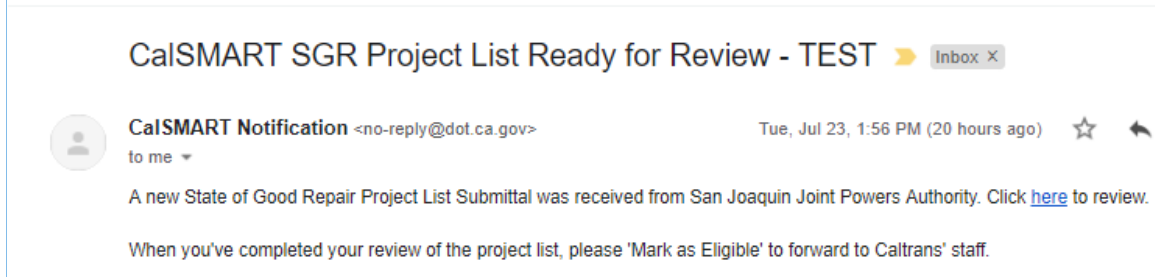 CalSMART SGR Project List Ready for Review - TEST Inbox X
CalSMART Notification <no-reply@dot.ca.gov> Tue, Jul 23, 1:56 PM (20 hours ago)
to me
A new State of Good Repair Project List Submittal was received from San Joaquin Joint Powers Authority. Click here to review.
When you've completed your review of the project list, please 'Mark as Eligible' to forward to Caltrans' staff.